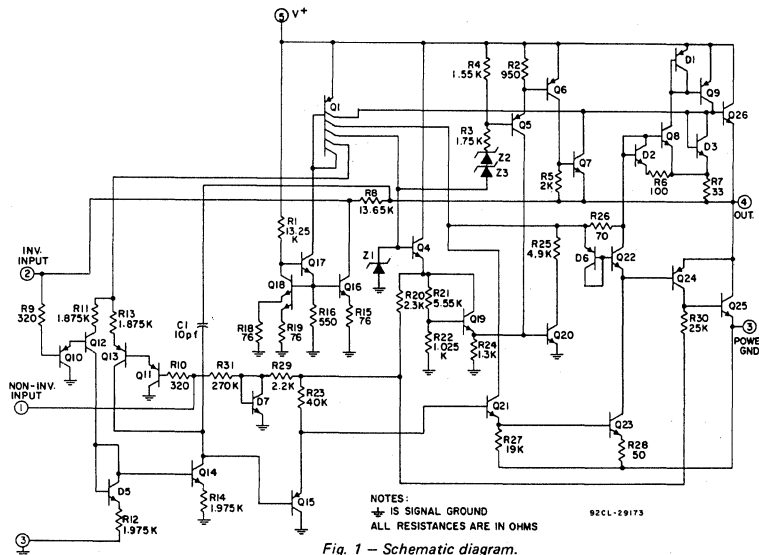 5 V+
R4
1.55 K
R2
950
Q6
D1
Q9
Q26
Q1
Q5
Q8
R3
1.75K
Z2
Z3
D2
D3
R5
2K
Q7
R6
100
R7
33
R8
13.65K
4
OUT.
R1
13.25
K
R26
70
R25
4.9K
INV.
INPUT
2
Q17
Z1
Q4
D6
Q22
Q18
Q16
Q24
R9
320
R11
1.875K
R13
1.875K
C1
10pf
R20
2.3K
R21
5.55K
Q19
Q25
Q12
R18
76
R19
76
R16
550
R15
76
R22
1.025
K
R24
1.3K
Q20
R30
25K
3
POWER
GND
Q10
Q13
Q11
R10
320
R31
270K
R29
2.2K
D7
R23
40K
NON-INV.
INPUT
1
Q21
Q23
R27
19K
R28
50
D5
Q14
Q15
R12
1.975K
R14
1.975K
3
NOTES:
IS SIGNAL GROUND
ALL RESISTANCES ARE IN OHMS
92CL-29173
Fig. 1 – Schematic diagram.